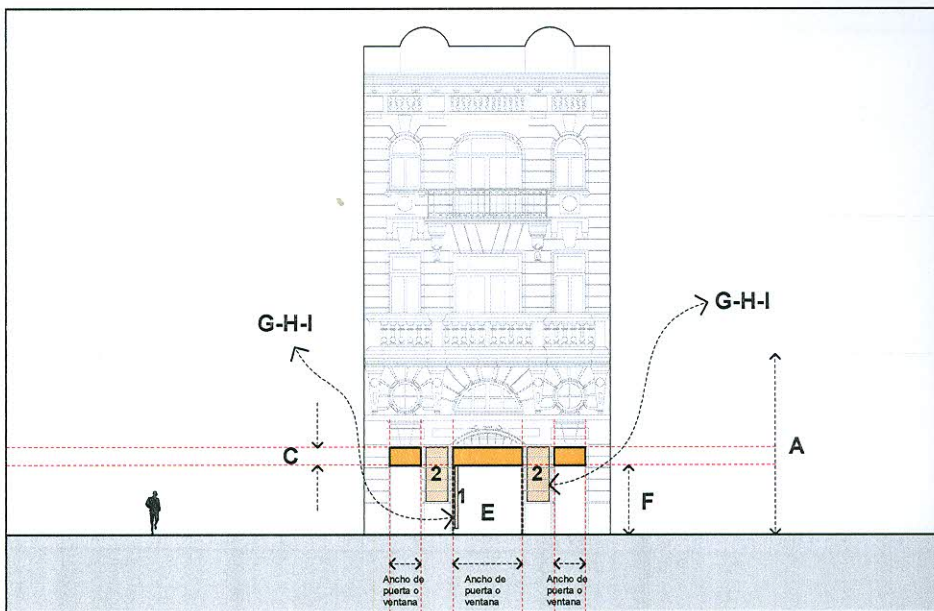 G-H-I
G-H-I
A
C
2
2
1
E
F
Ancho de
puerta o
ventana
Ancho de
puerta o
ventana
Ancho de
puerta o
ventana